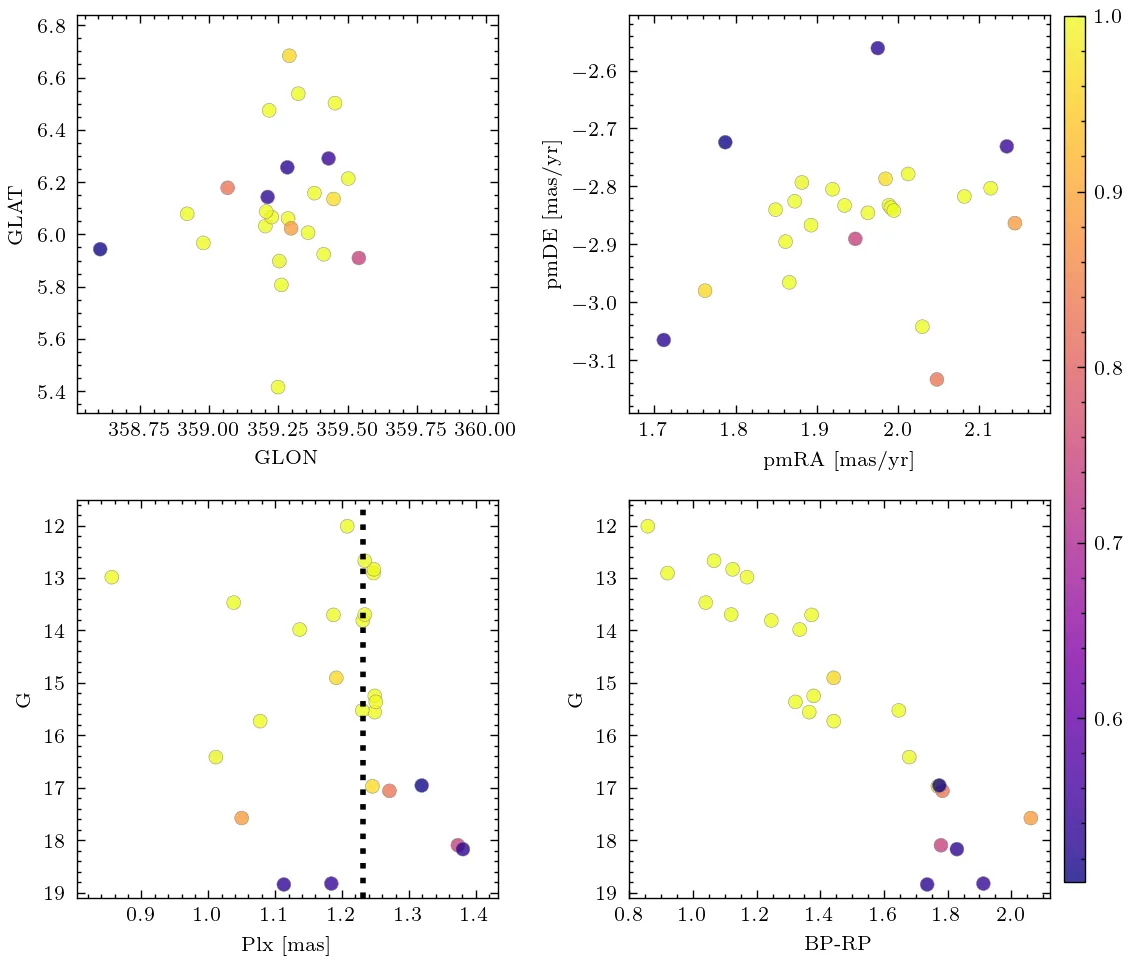 6.8
6.6
6.4
6.2
6.0
5.8
5.6
5.4
GLAT
358.75 359.00 359.25 359.50 359.75 360.00
GLON
−2.6
−2.7
−2.8
−2.9
−3.0
−3.1
pmDE [mas/yr]
1.7 1.8 1.9 2.0 2.1
pmRA [mas/yr]
1.0
0.9
0.8
0.7
0.6
12
13
14
15
16
17
18
19
G
0.9 1.0 1.1 1.2 1.3 1.4
Plx [mas]
12
13
14
15
16
17
18
19
G
0.8 1.0 1.2 1.4 1.6 1.8 2.0
BP-RP